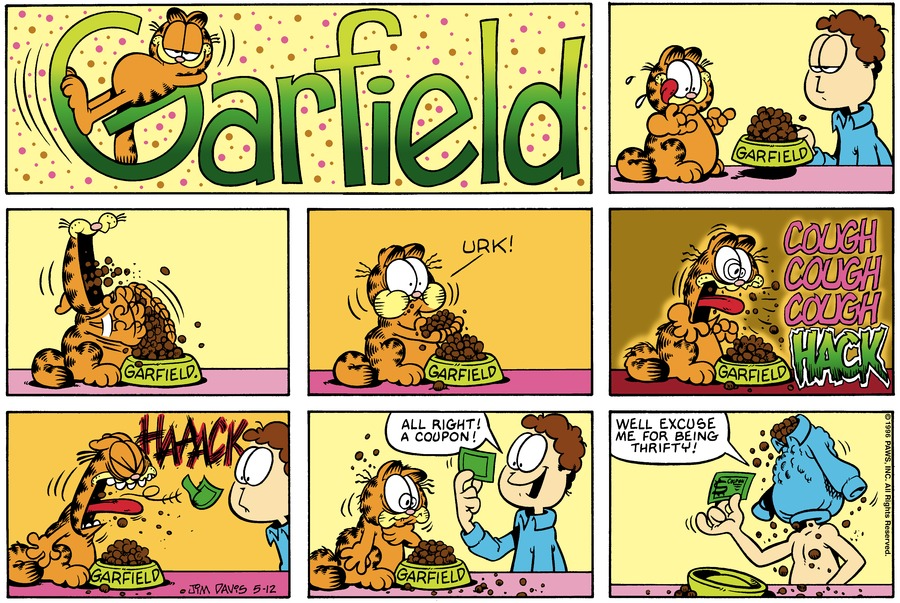 Garfield
GARFIELD
GARFIELD.
URK!
GARFIELD
COUGH
COUGH
COUGH
HACK
GARFIELD
HAAACK
GARFIELD
JIM DAVIS 5-12
ALL RIGHT!
A COUPON!
GARFIELD
WELL EXCUSE
ME FOR BEING
THRIFTY!
$ COUPON
© 1996 PAWS, INC. All Rights Reserved.